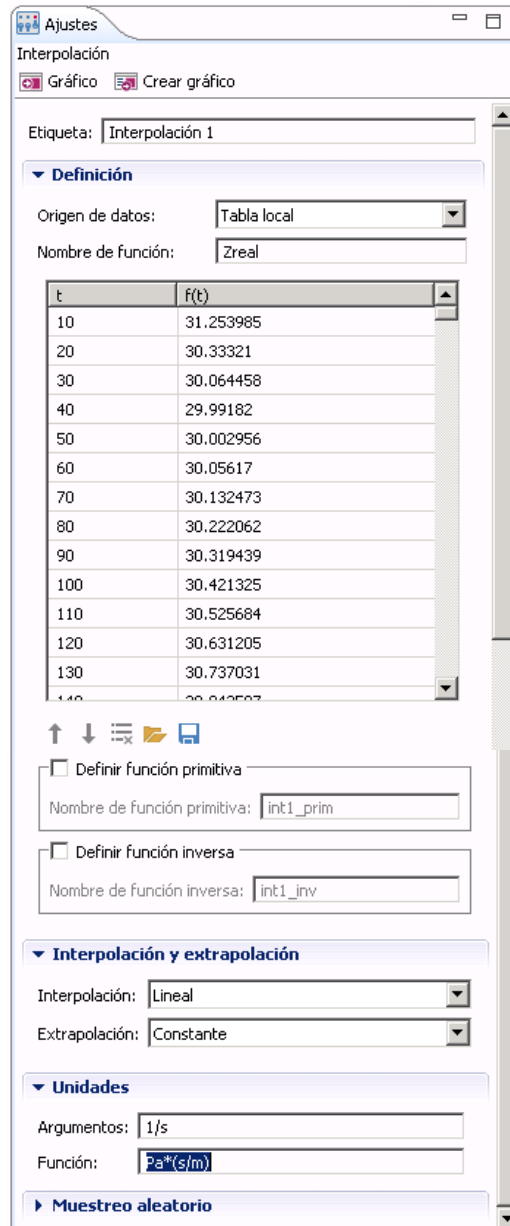 Ajustes
Interpolación
Gráfico Crear gráfico
Etiqueta: Interpolación 1
Definición
Origen de datos: Tabla local
Nombre de función: Zreal
t f(t)
10 31.253985
20 30.33321
30 30.064458
40 29.99182
50 30.002956
60 30.05617
70 30.132473
80 30.222062
90 30.319439
100 30.421325
110 30.525684
120 30.631205
130 30.737031
Definir función primitiva
Nombre de función primitiva: int1_prim
Definir función inversa
Nombre de función inversa: int1_inv
Interpolación y extrapolación
Interpolación: Lineal
Extrapolación: Constante
Unidades
Argumentos: 1/s
Función: Pa*(s/m)
Muestreo aleatorio